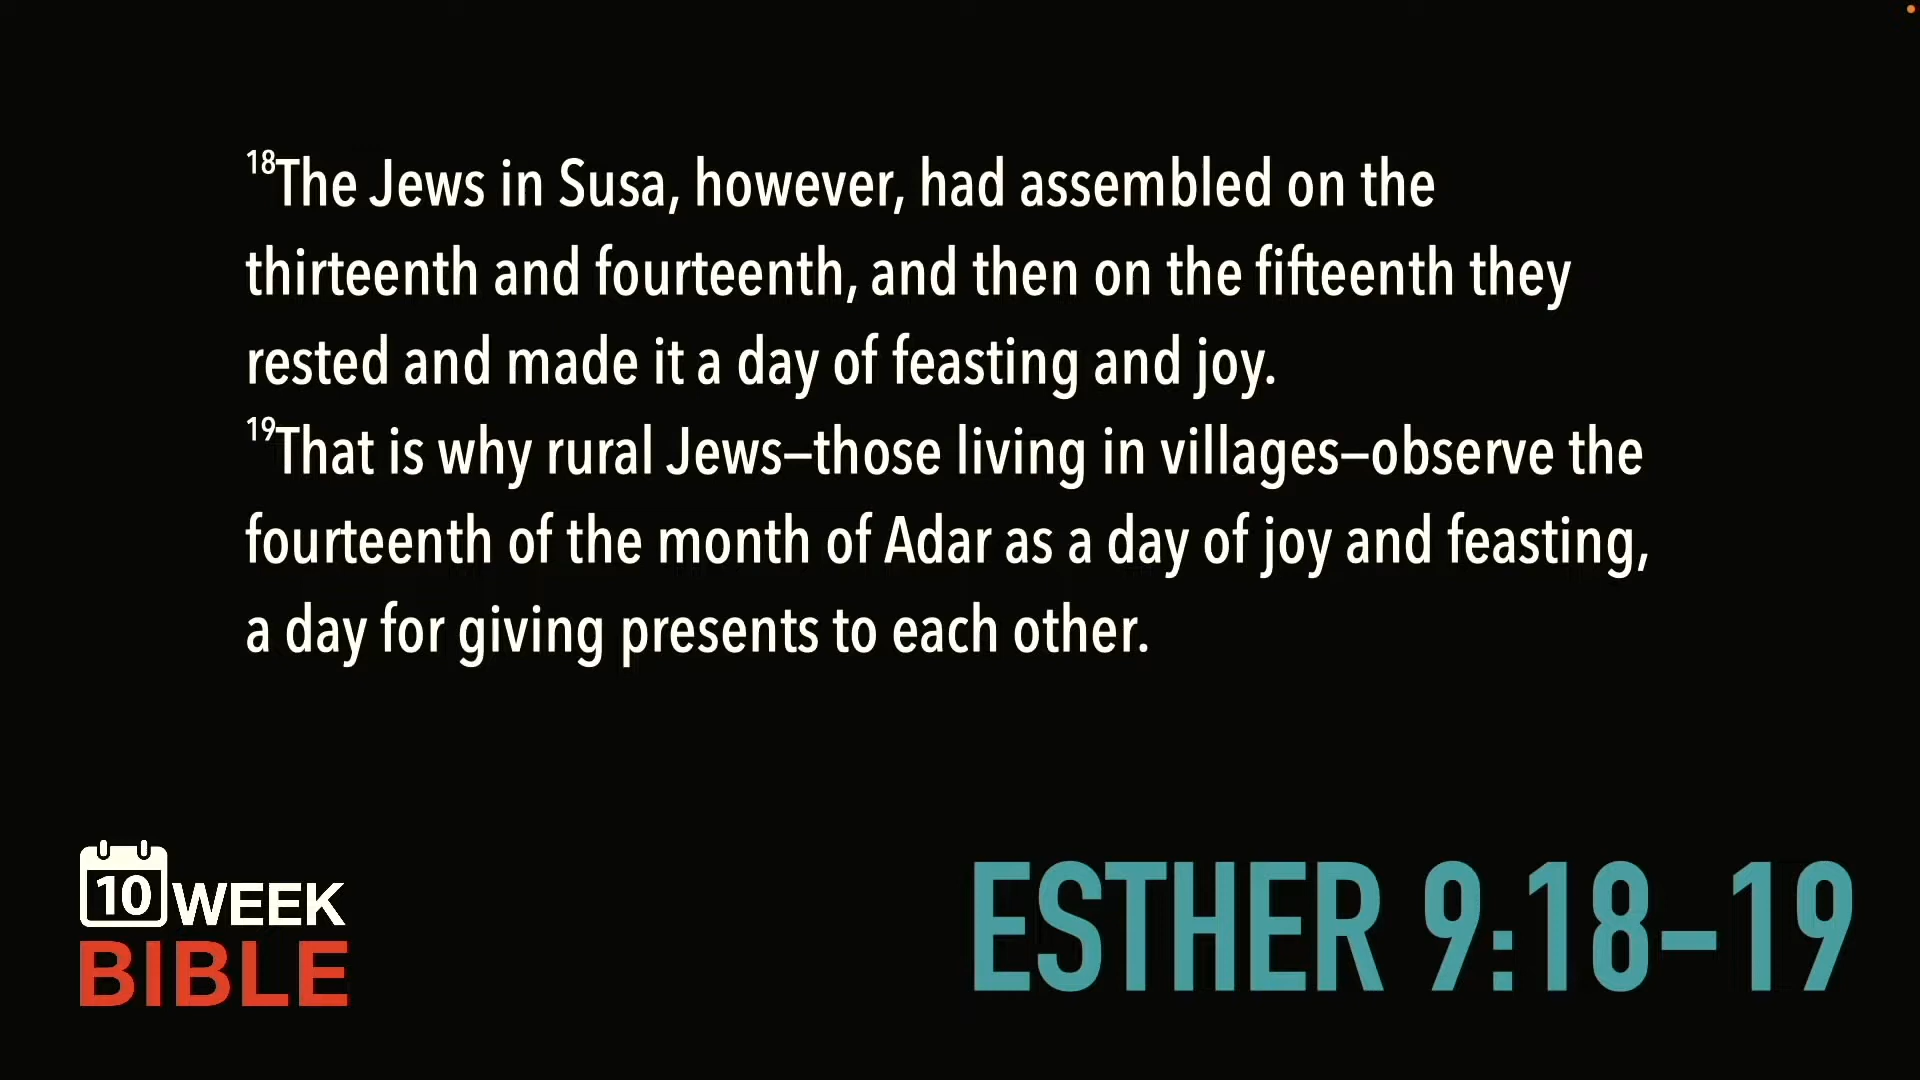 ¹⁸The Jews in Susa, however, had assembled on the
thirteenth and fourteenth, and then on the fifteenth they
rested and made it a day of feasting and joy.
¹⁹That is why rural Jews—those living in villages—observe the
fourteenth of the month of Adar as a day of joy and feasting,
a day for giving presents to each other.
10 WEEK
BIBLE
ESTHER 9:18–19